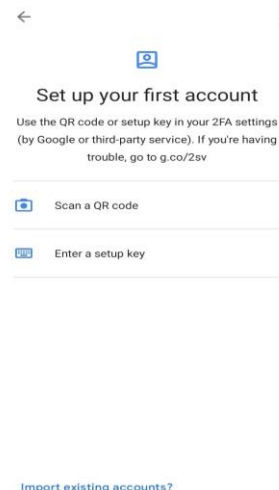 Set up your first account
Use the QR code or setup key in your 2FA settings
(by Google or third-party service). If you're having
trouble, go to g.co/2sv
Scan a QR code
Enter a setup key
Import existing accounts?